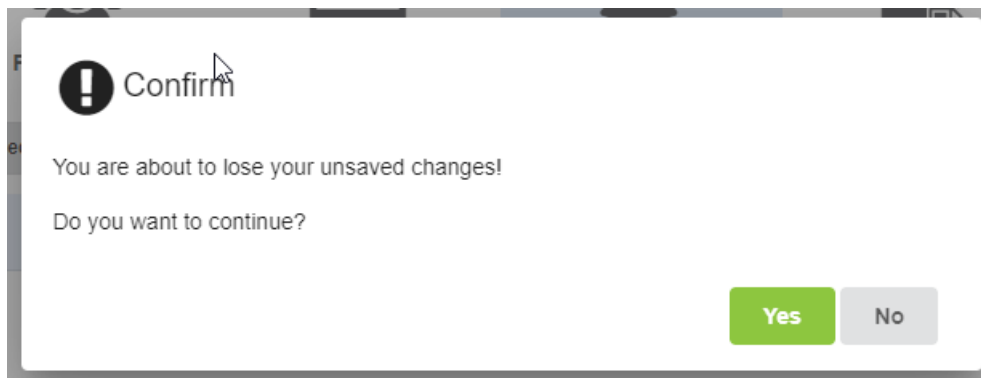 Confirm
You are about to lose your unsaved changes!
Do you want to continue?
Yes No